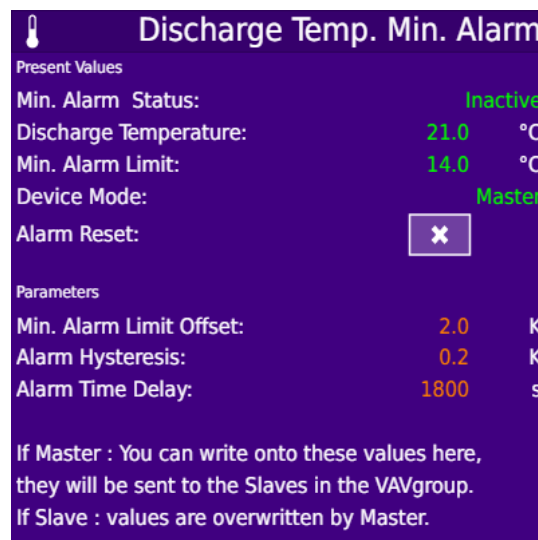 Discharge Temp. Min. Alarm
Present Values
Min. Alarm Status: Inactive
Discharge Temperature: 21.0 °C
Min. Alarm Limit: 14.0 °C
Device Mode: Master
Alarm Reset:
Parameters
Min. Alarm Limit Offset: 2.0 K
Alarm Hysteresis: 0.2 K
Alarm Time Delay: 1800 s
If Master : You can write onto these values here,
they will be sent to the Slaves in the VAVgroup.
If Slave : values are overwritten by Master.